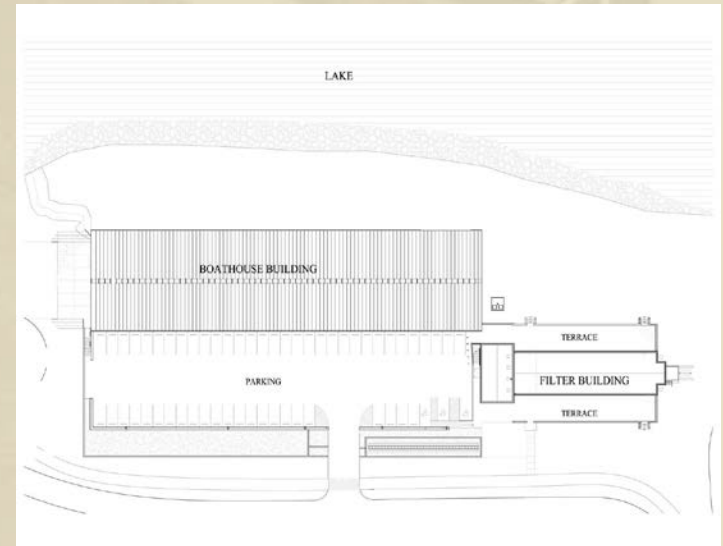 LAKE
BOATHOUSE BUILDING
TERRACE
PARKING
FILTER BUILDING
TERRACE